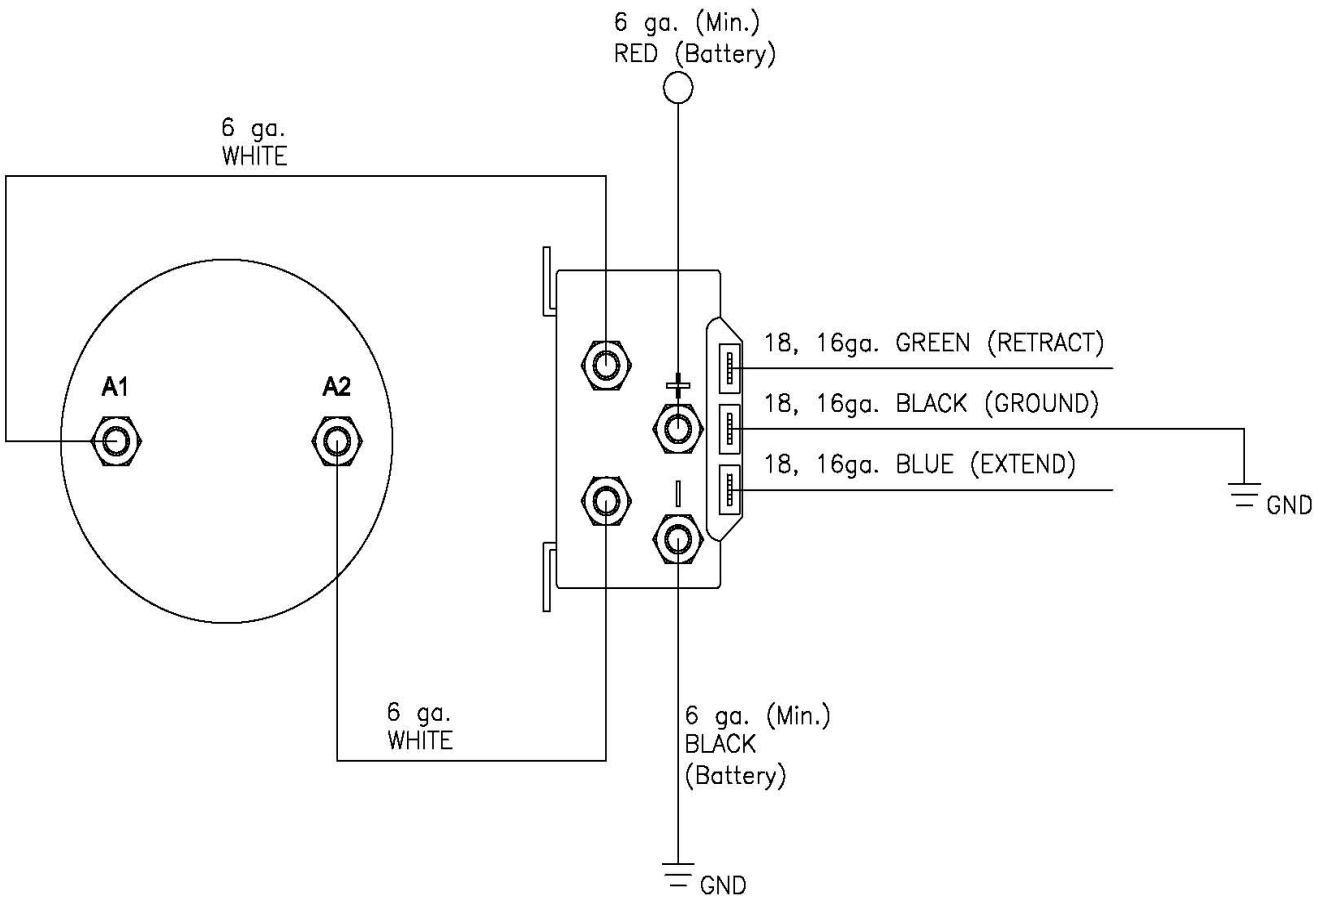 6 ga. (Min.)
RED (Battery)
6 ga.
WHITE
A1
A2
+
18, 16ga. GREEN (RETRACT)
18, 16ga. BLACK (GROUND)
18, 16ga. BLUE (EXTEND)
GND
6 ga.
WHITE
6 ga. (Min.)
BLACK
(Battery)
GND